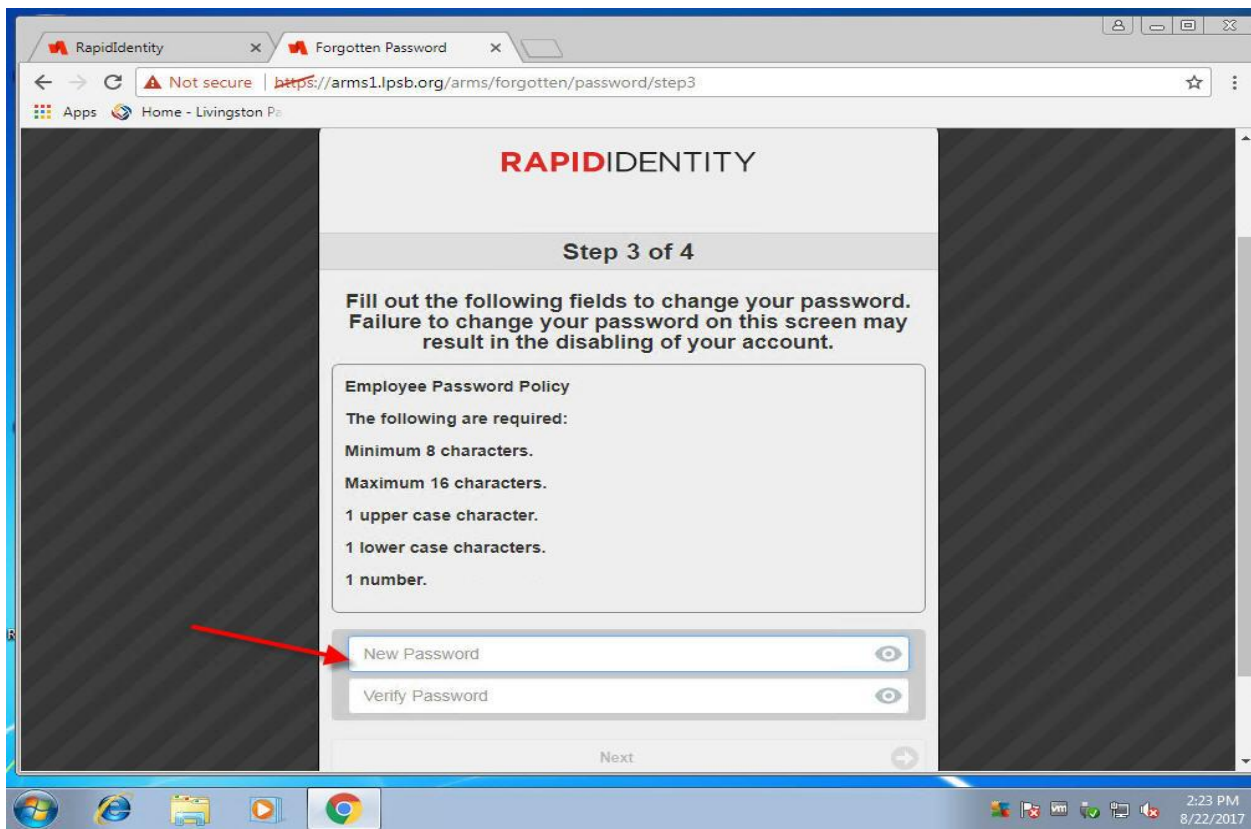 RapidIdentity
Forgotten Password
Not secure | https://arms1.lpsb.org/arms/forgotten/password/step3
Apps Home - Livingston Pa
RAPIDIDENTITY
Step 3 of 4
Fill out the following fields to change your password.
Failure to change your password on this screen may
result in the disabling of your account.
Employee Password Policy
The following are required:
Minimum 8 characters.
Maximum 16 characters.
1 upper case character.
1 lower case characters.
1 number.
R
New Password
Verify Password
Next
2:23 PM
8/22/2017